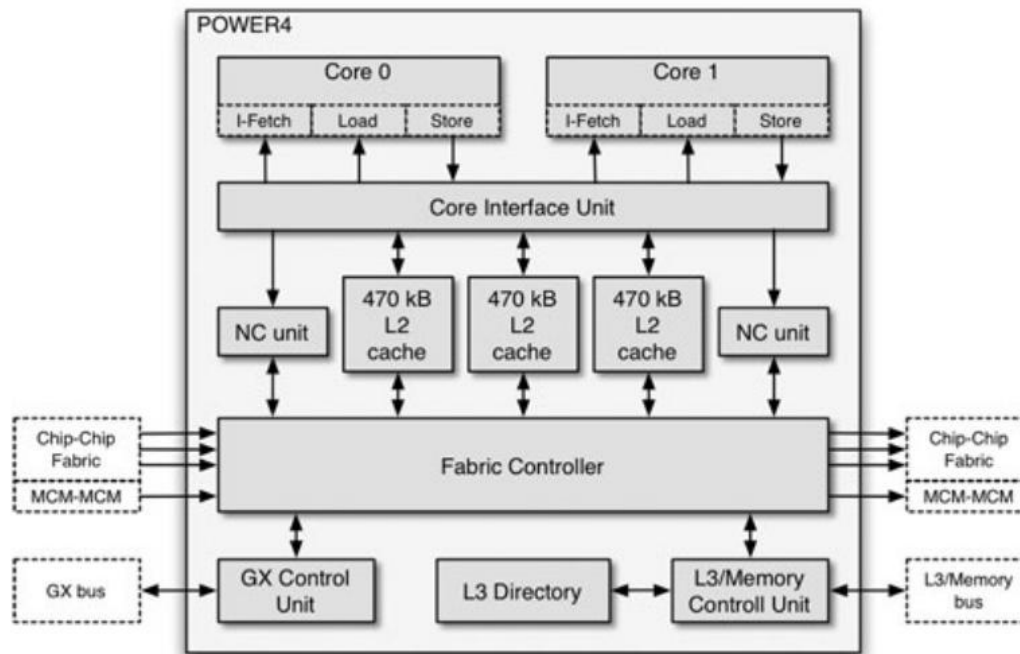 POWER4
Core 0
Core 1
I-Fetch
Load
Store
I-Fetch
Load
Store
Core Interface Unit
NC unit
470 kB
L2
cache
470 kB
L2
cache
470 kB
L2
cache
NC unit
Chip-Chip
Fabric
MCM-MCM
Fabric Controller
Chip-Chip
Fabric
MCM-MCM
GX bus
GX Control
Unit
L3 Directory
L3/Memory
Controll Unit
L3/Memory
bus